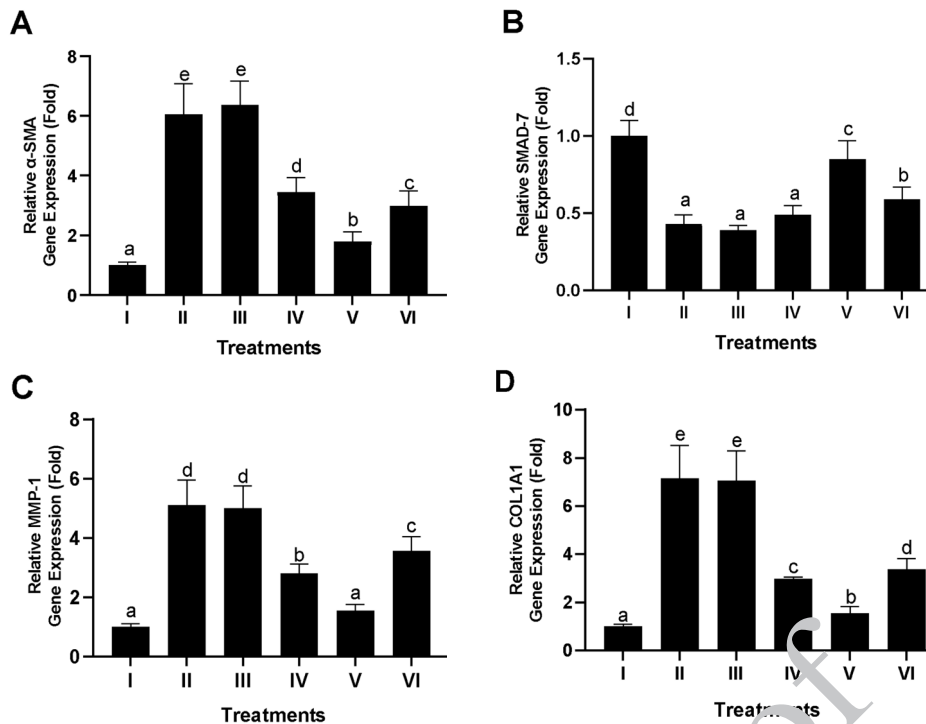 A
Relative α-SMA
Gene Expression (Fold)
8
6
4
2
0
a
e
e
d
b
c
I II III IV V VI
Treatments
B
Relative SMAD-7
Gene Expression (Fold)
1.5
1.0
0.5
0.0
d
a
a
a
c
b
I II III IV V VI
Treatments
C
Relative MMP-1
Gene Expression (Fold)
8
6
4
2
0
a
d
d
b
a
c
I II III IV V VI
Treatments
D
Relative COL1A1
Gene Expression (Fold)
10
8
6
4
2
0
a
e
e
c
b
d
I II III IV V VI
Treatments
of